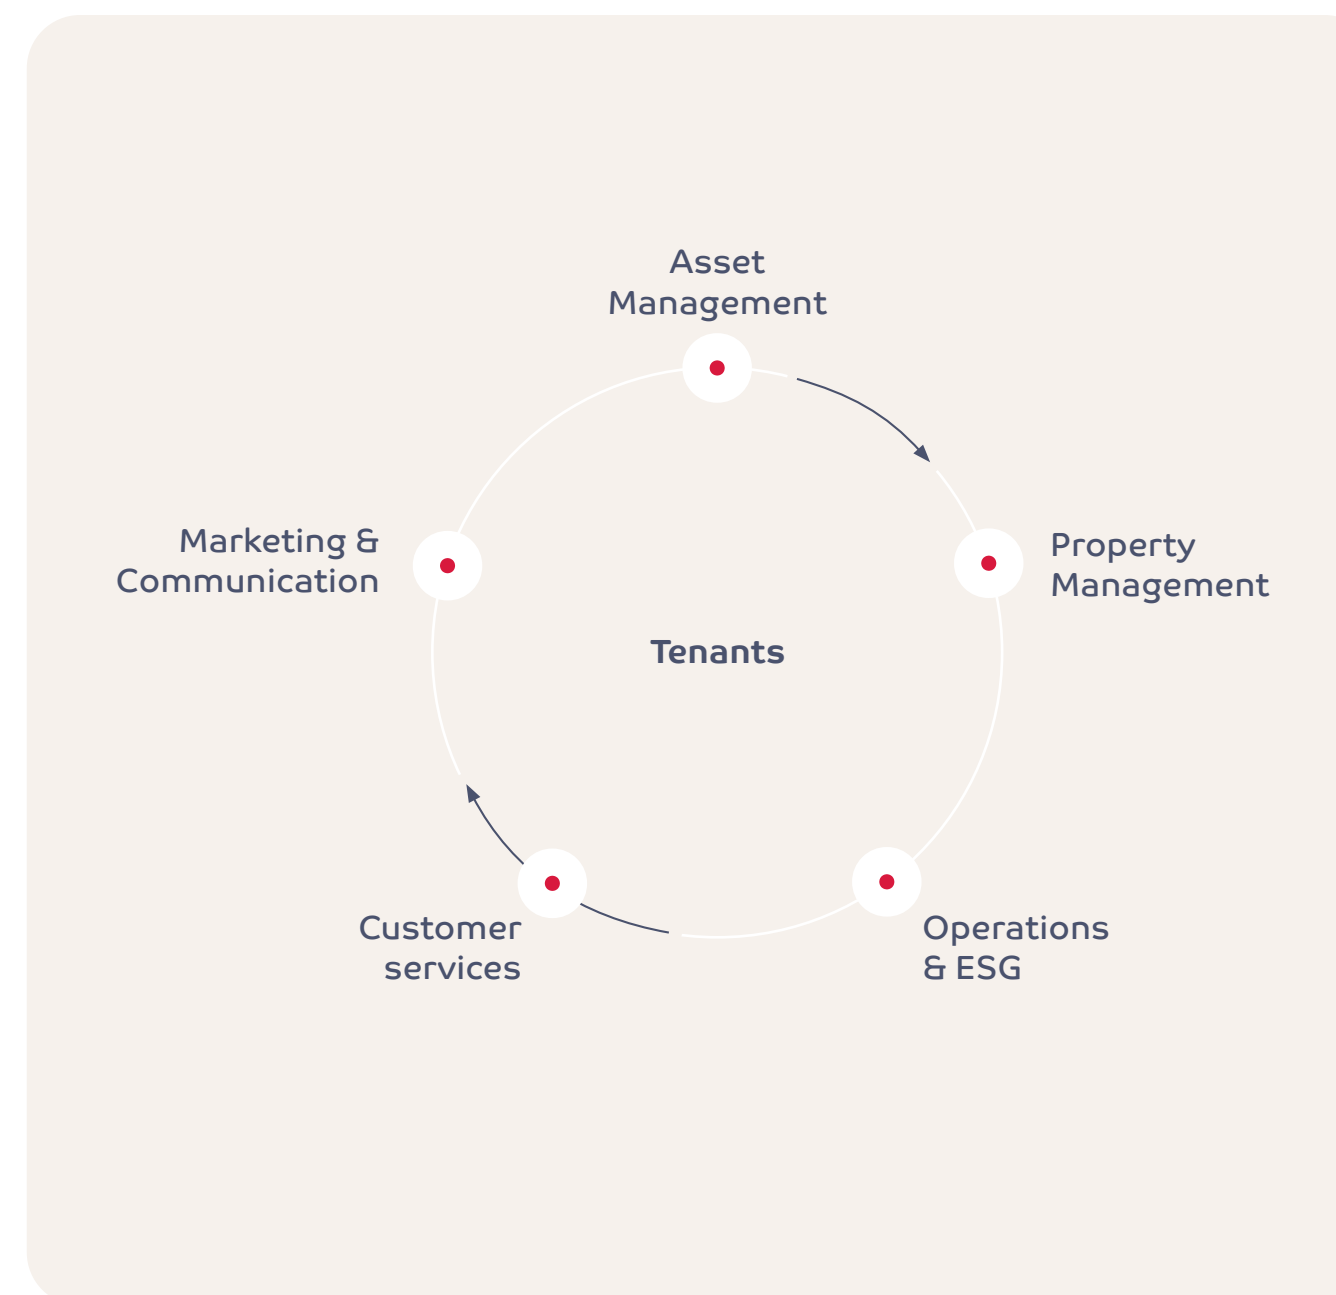 Asset
Management
Marketing &
Communication
Property
Management
Tenants
Customer
services
Operations
& ESG